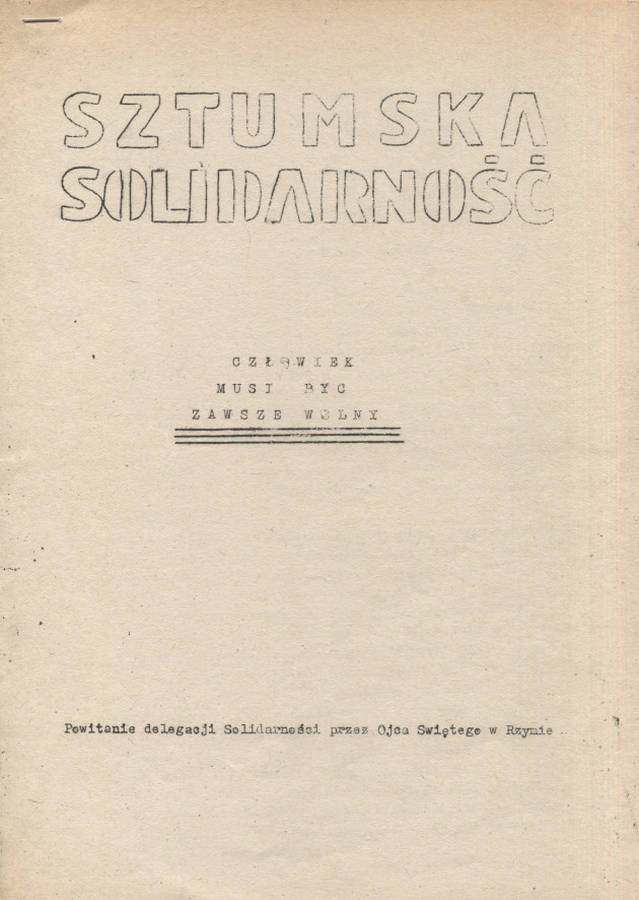 SZTUMSKA
SOLIDARNOŚĆ
CZŁOWIEK
MUSI BYC
ZAWSZE WOLNY
Powitanie delegacji Solidarności przez Ojca Swiętego w Rzymie